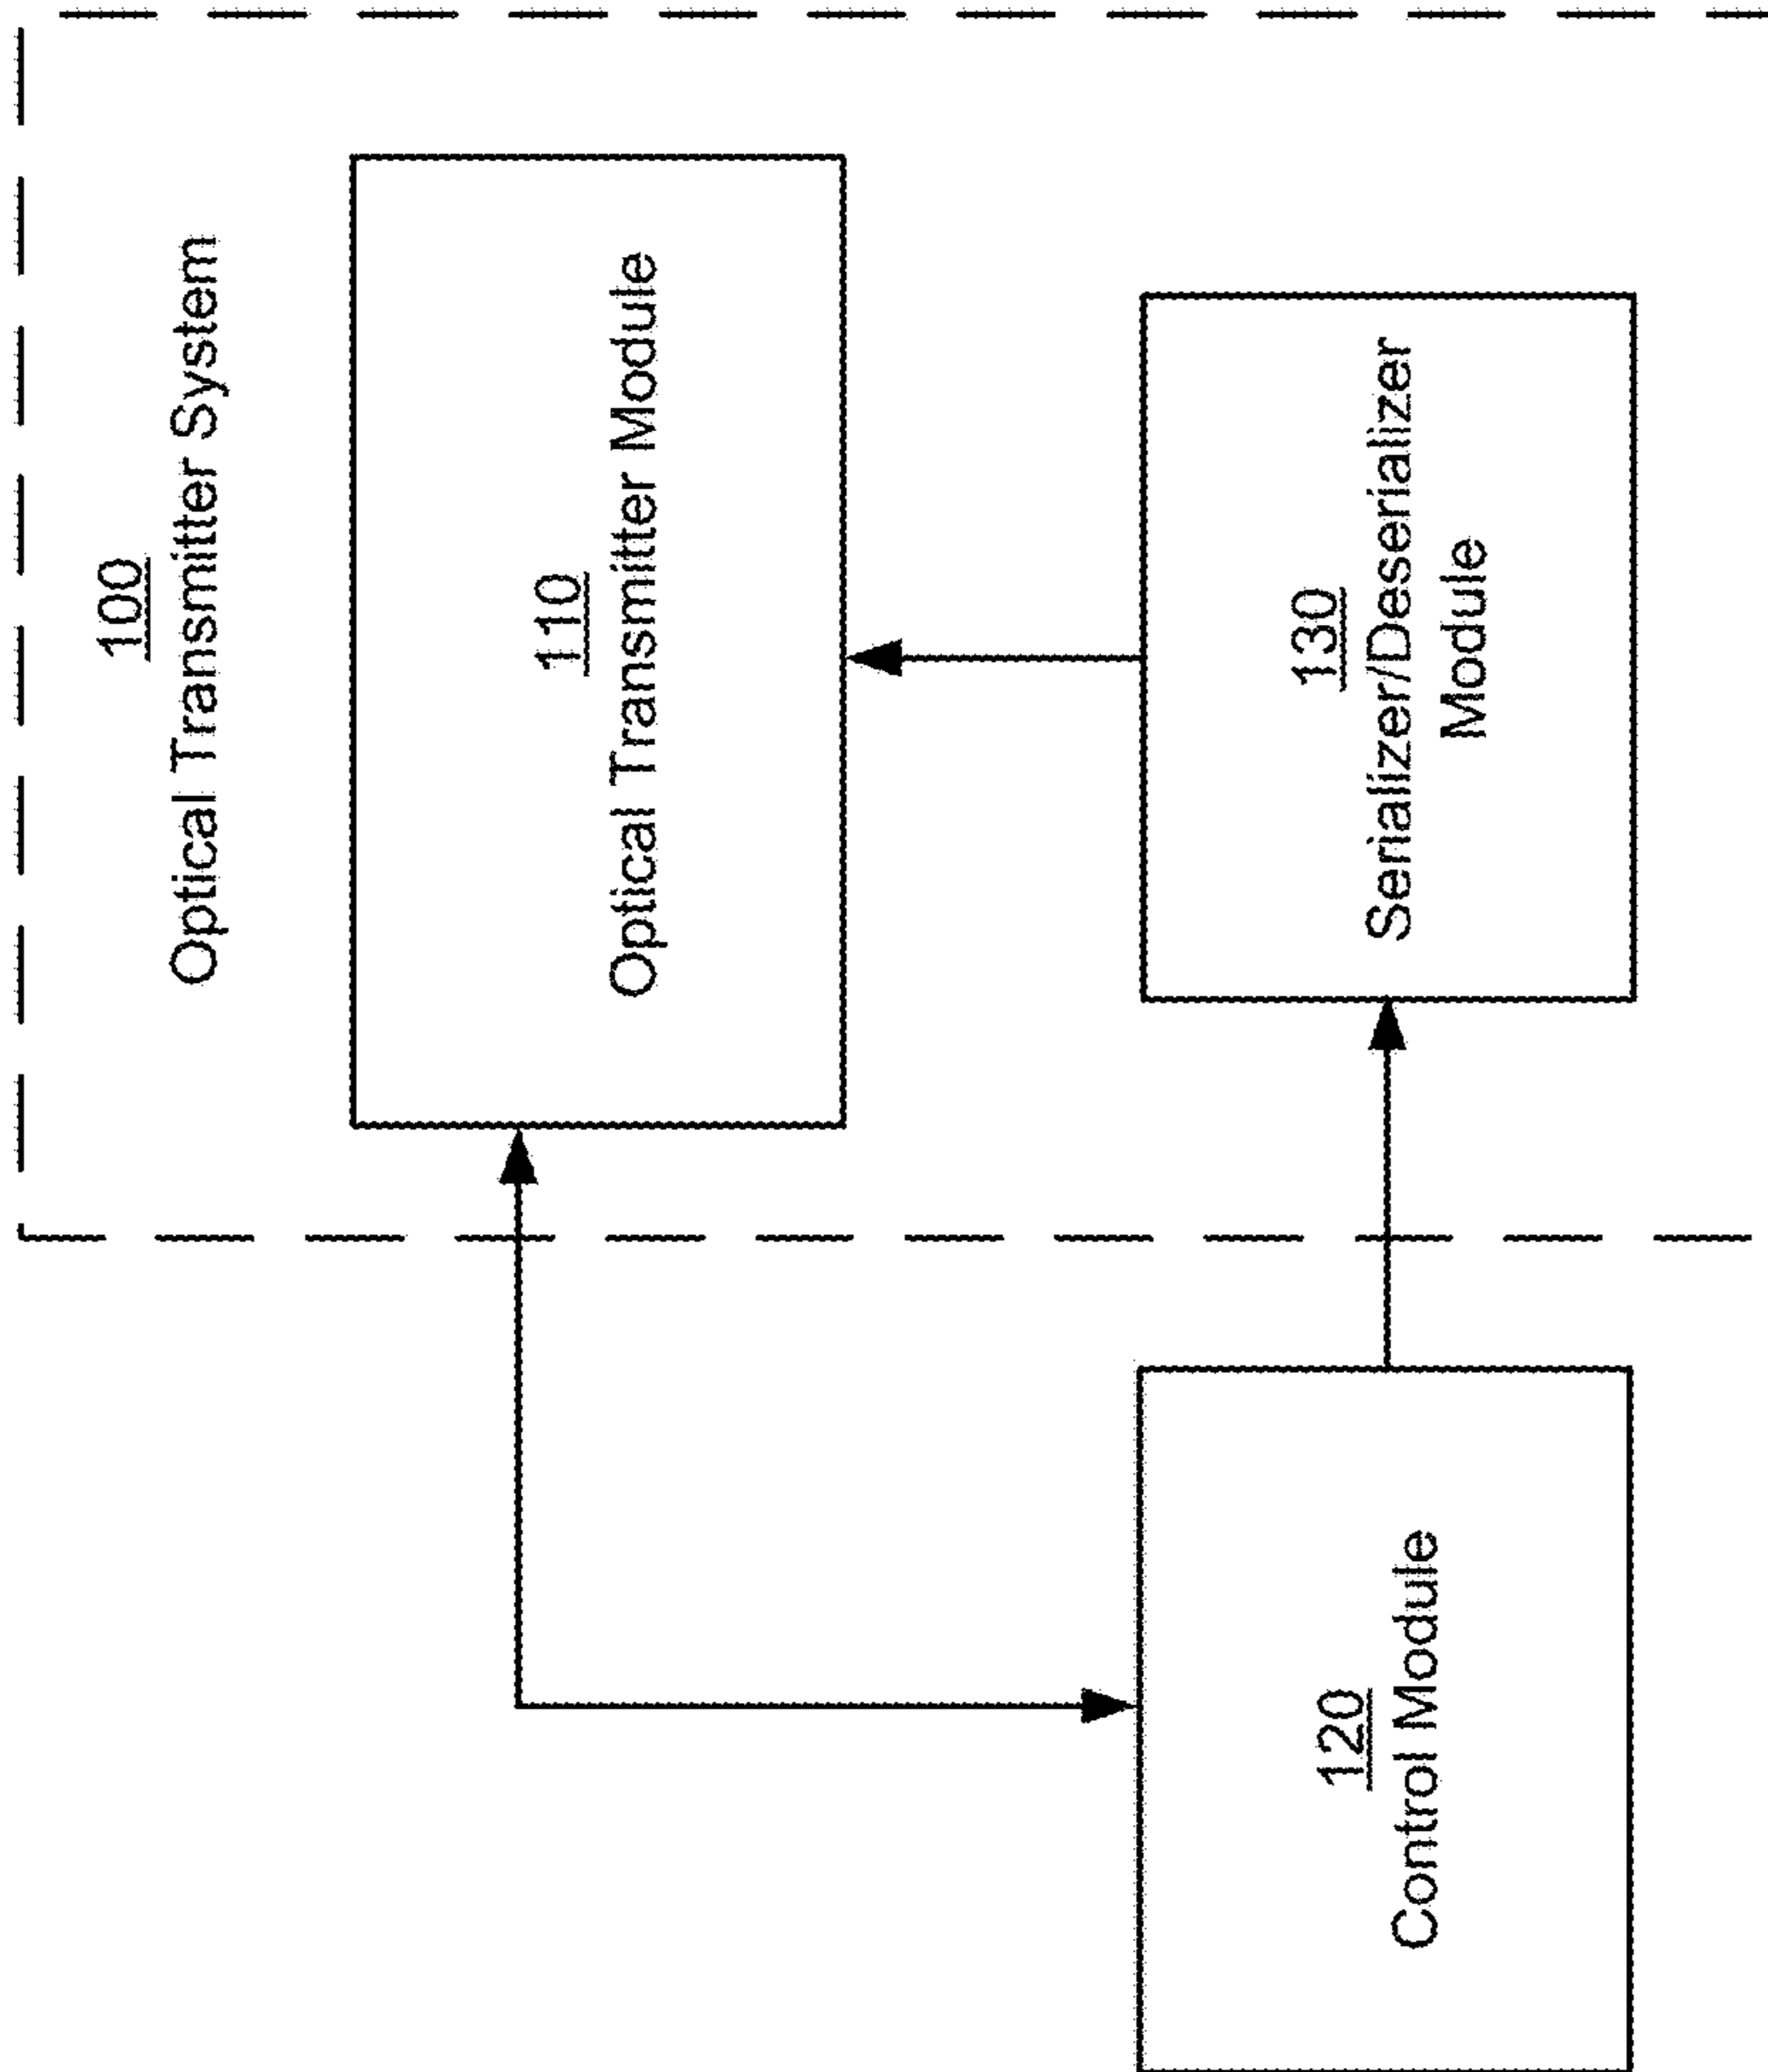 100
Optical Transmitter System
110
Optical Transmitter Module
120
Control Module
130
Serializer/Deserializer
Module